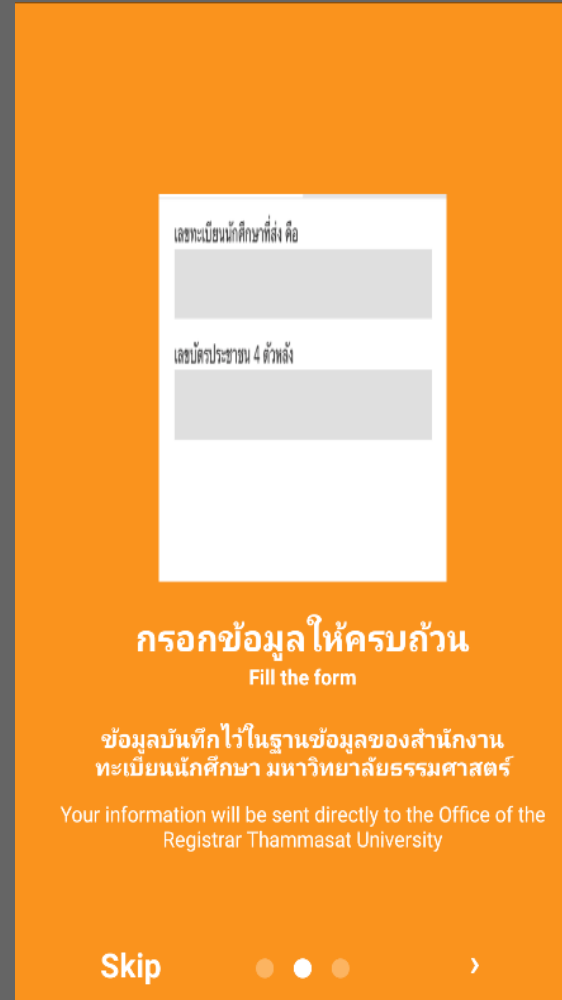 เลขทะเบียนนักศึกษาที่ส่ง คือ
เลขบัตรประชาชน 4 ตัวหลัง
กรอกข้อมูลให้ครบถ้วน
Fill the form
ข้อมูลบันทึกไว้ในฐานข้อมูลของสำนักงาน
ทะเบียนนักศึกษา มหาวิทยาลัยธรรมศาสตร์
Your information will be sent directly to the Office of the
Registrar Thammasat University
Skip
›